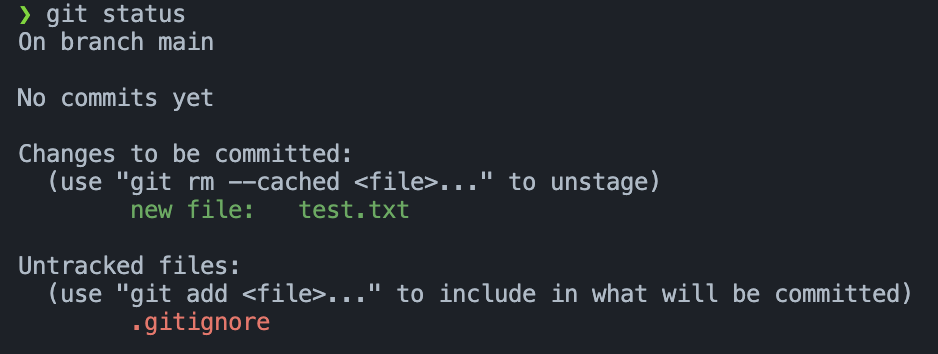 ❯ git status
On branch main
No commits yet
Changes to be committed:
(use "git rm --cached <file>..." to unstage)
new file:   test.txt
Untracked files:
(use "git add <file>..." to include in what will be committed)
.gitignore